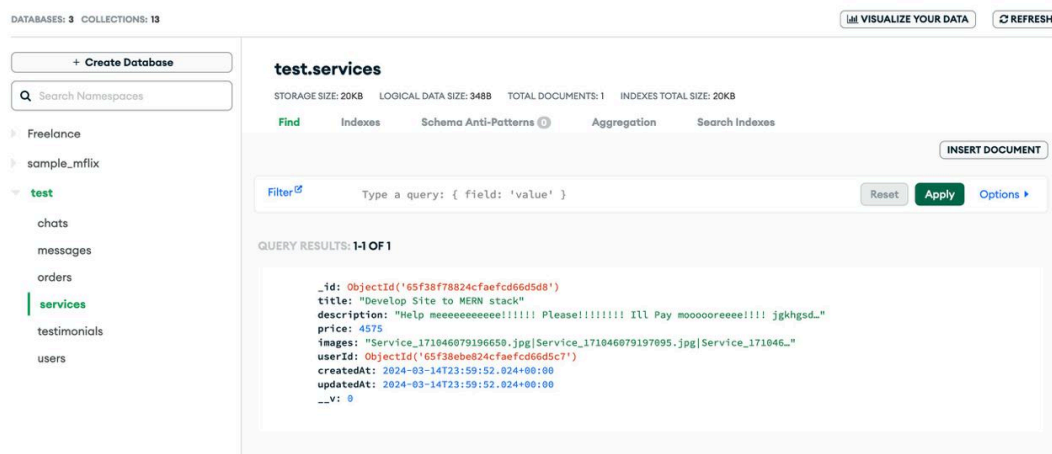 DATABASES: 3 COLLECTIONS: 13
VISUALIZE YOUR DATA
REFRESH
+ Create Database
Search Namespaces
Freelance
sample_mflix
test
chats
messages
orders
services
testimonials
users
test.services
STORAGE SIZE: 20KB LOGICAL DATA SIZE: 348B TOTAL DOCUMENTS: 1 INDEXES TOTAL SIZE: 20KB
Find Indexes Schema Anti-Patterns 0 Aggregation Search Indexes
INSERT DOCUMENT
Filter Type a query: { field: 'value' } Reset Apply Options
QUERY RESULTS: 1-1 OF 1
_id: ObjectId('65f38f78824cfaefcd66d5d8')
title: "Develop Site to MERN stack"
description: "Help meeeeeeeeeee!!!!!! Please!!!!!!!! Ill Pay moooooreeee!!!! jgkhgsd…"
price: 4575
images: "Service_171046079196650.jpg|Service_171046079197095.jpg|Service_171046…"
userId: ObjectId('65f38ebe824cfaefcd66d5c7')
createdAt: 2024-03-14T23:59:52.024+00:00
updatedAt: 2024-03-14T23:59:52.024+00:00
__v: 0